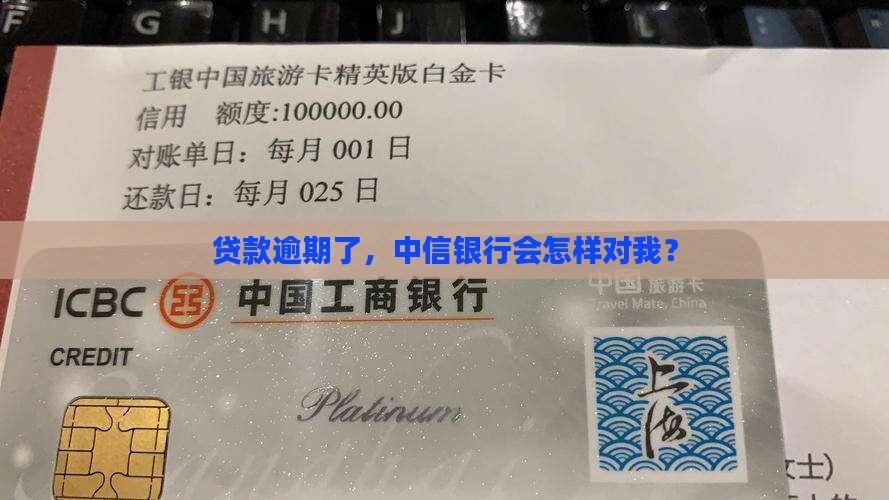 F G H J
工银中国旅游卡精英版白金卡
信用 额度:100000.00
对账单日：每月 001 日
还款日：每月 025 日
贷款逾期了，中信银行会怎样对我？
ICBC 中国工商银行
中国旅游卡
Travel Mate, China
CREDIT
Platinum
上海
女士)